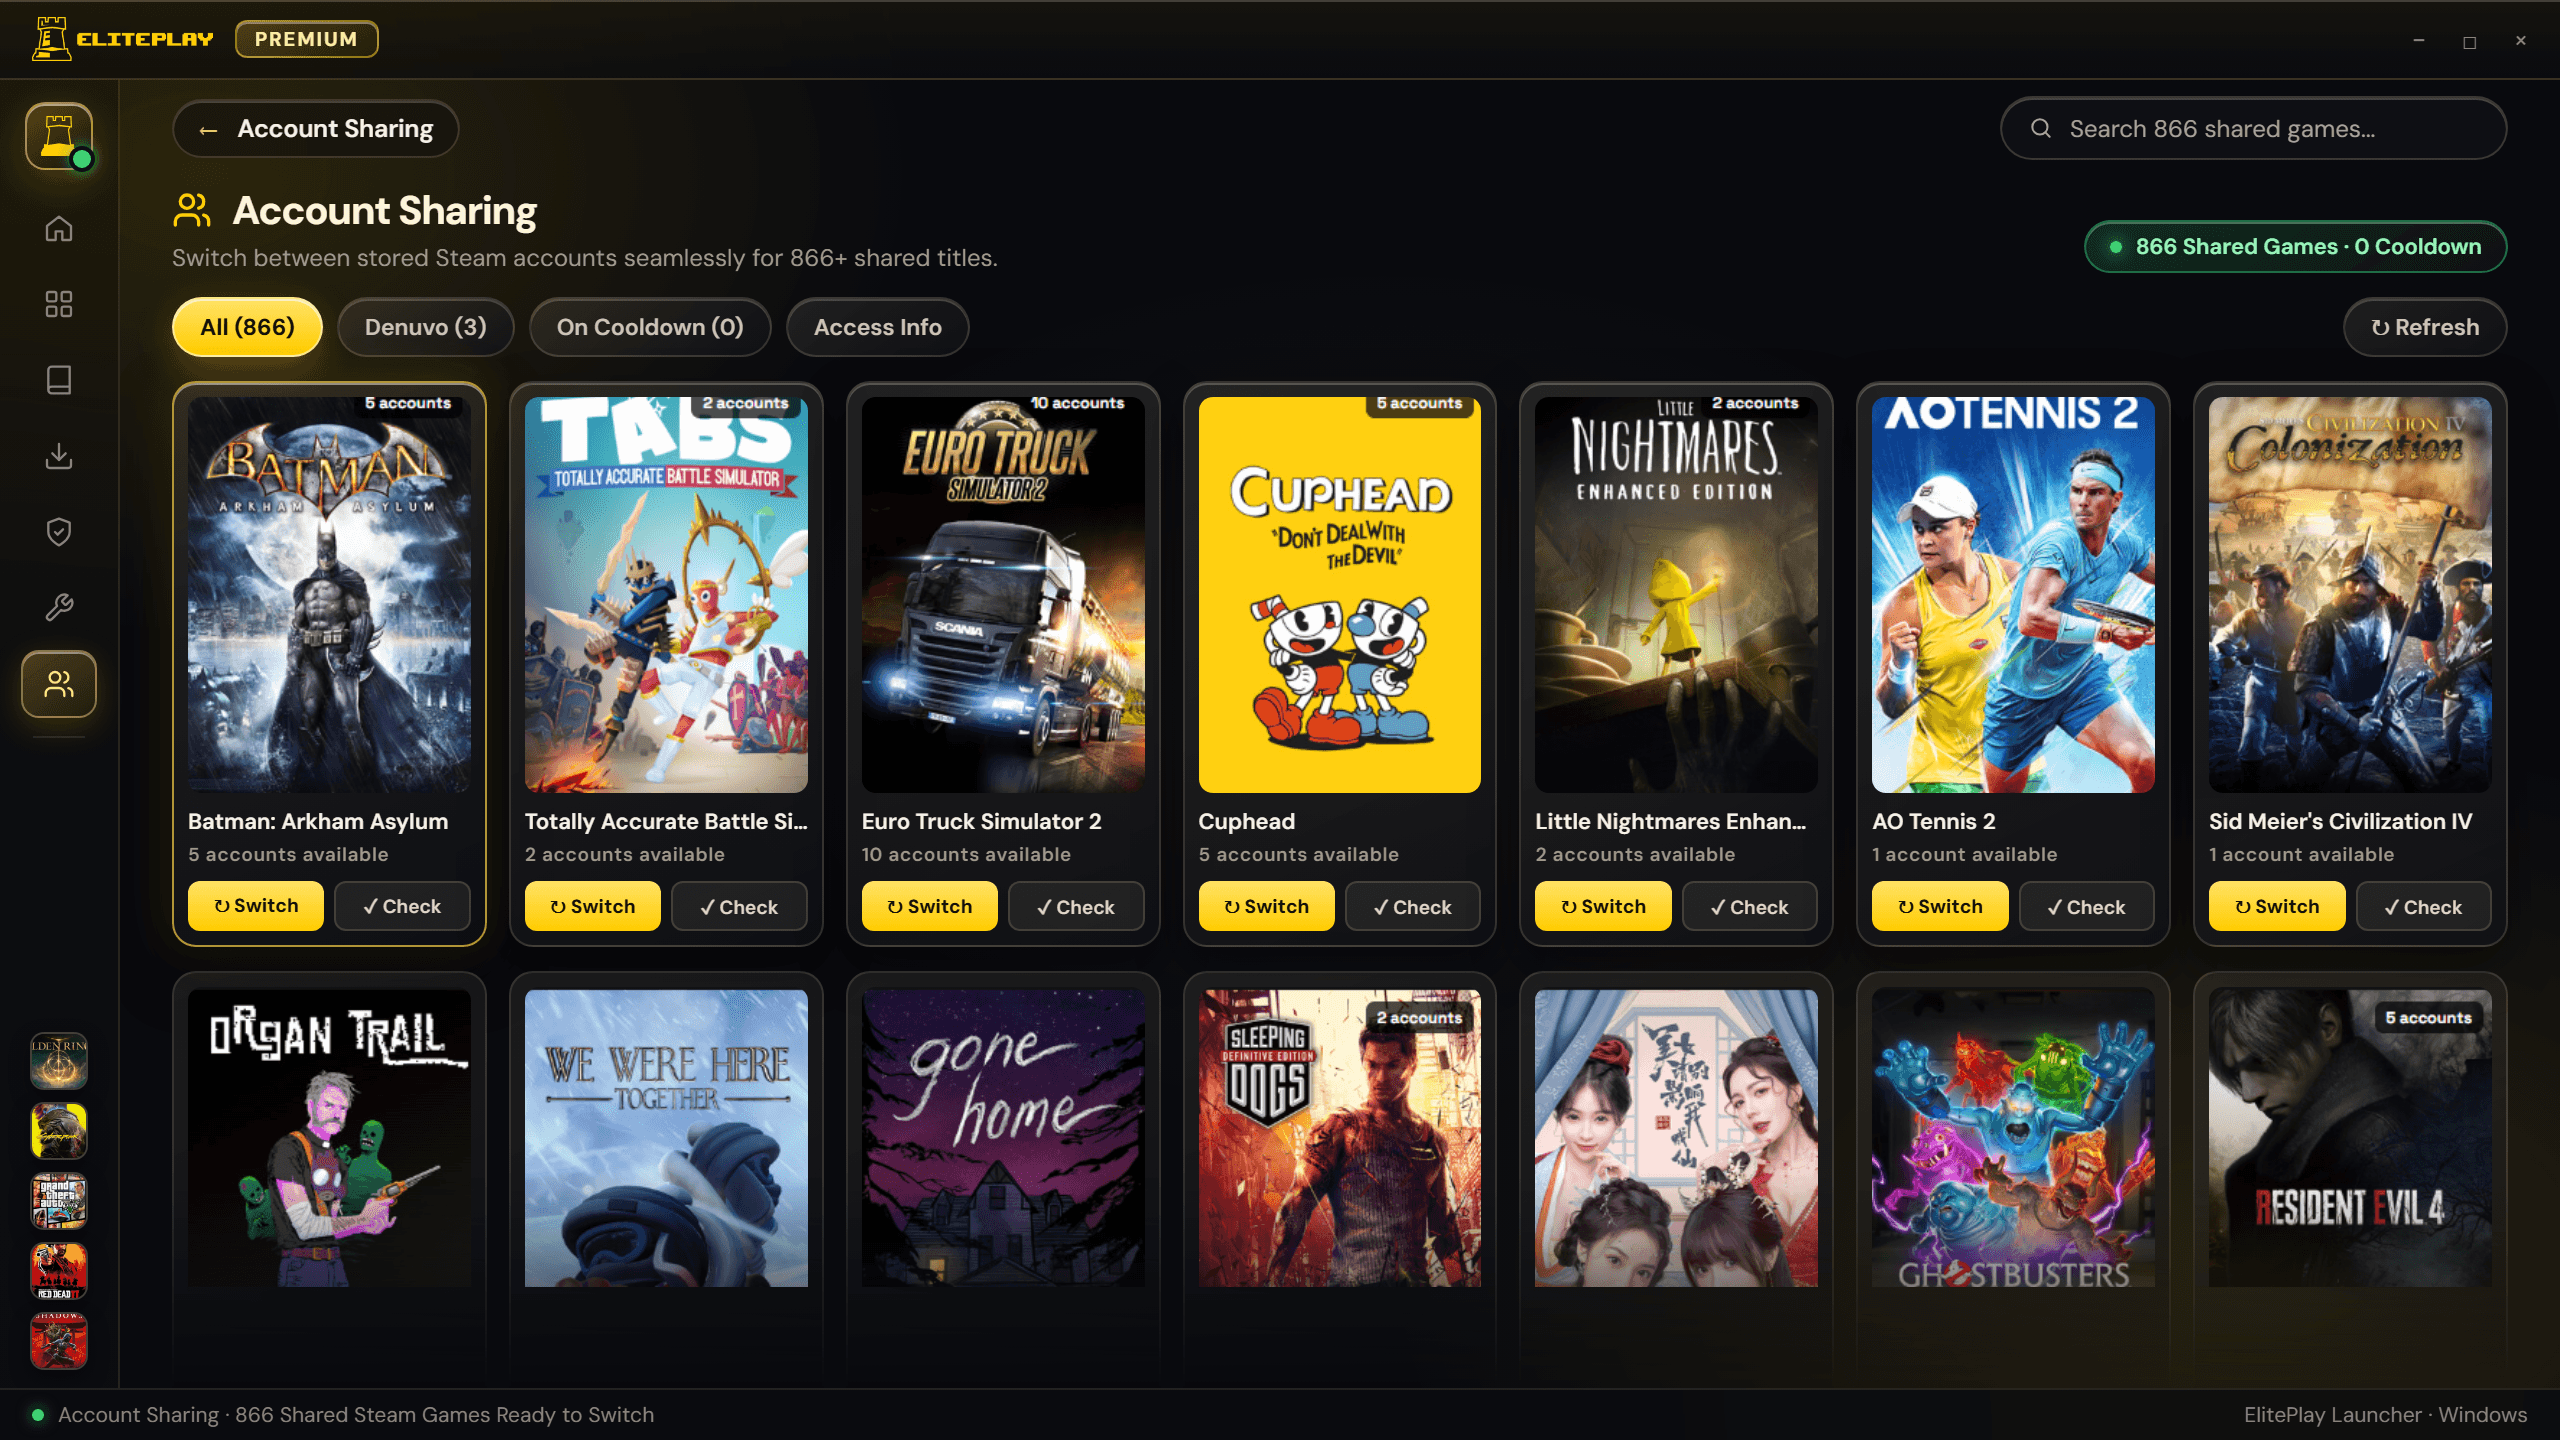 ELITEPLAY PREMIUM
← Account Sharing
Search 866 shared games...
Account Sharing
Switch between stored Steam accounts seamlessly for 866+ shared titles.
866 Shared Games · 0 Cooldown
All (866)
Denuvo (3)
On Cooldown (0)
Access Info
↻ Refresh
5 accounts
BATMAN
ARKHAM ASYLUM
Batman: Arkham Asylum
5 accounts available
↻ Switch
✓ Check
2 accounts
TABS
TOTALLY ACCURATE BATTLE SIMULATOR
Totally Accurate Battle Si...
2 accounts available
↻ Switch
✓ Check
10 accounts
EURO TRUCK
SIMULATOR 2
SCANIA
Euro Truck Simulator 2
10 accounts available
↻ Switch
✓ Check
5 accounts
CUPHEAD
"DON'T DEAL WITH
THE DEVIL"
Cuphead
5 accounts available
↻ Switch
✓ Check
2 accounts
LITTLE
NIGHTMARES
ENHANCED EDITION
Little Nightmares Enhan...
2 accounts available
↻ Switch
✓ Check
AO TENNIS 2
AO Tennis 2
1 account available
↻ Switch
✓ Check
CIVILIZATION IV
Colonization
Sid Meier's Civilization IV
1 account available
↻ Switch
✓ Check
ORGAN TRAIL
WE WERE HERE
TOGETHER
gone
home
2 accounts
SLEEPING
DEFINITIVE EDITION
DOGS
GHOSTBUSTERS
5 accounts
RESIDENT EVIL 4
grand
theft
auto
RED DEAD
SHADOWS
Account Sharing · 866 Shared Steam Games Ready to Switch
ElitePlay Launcher · Windows